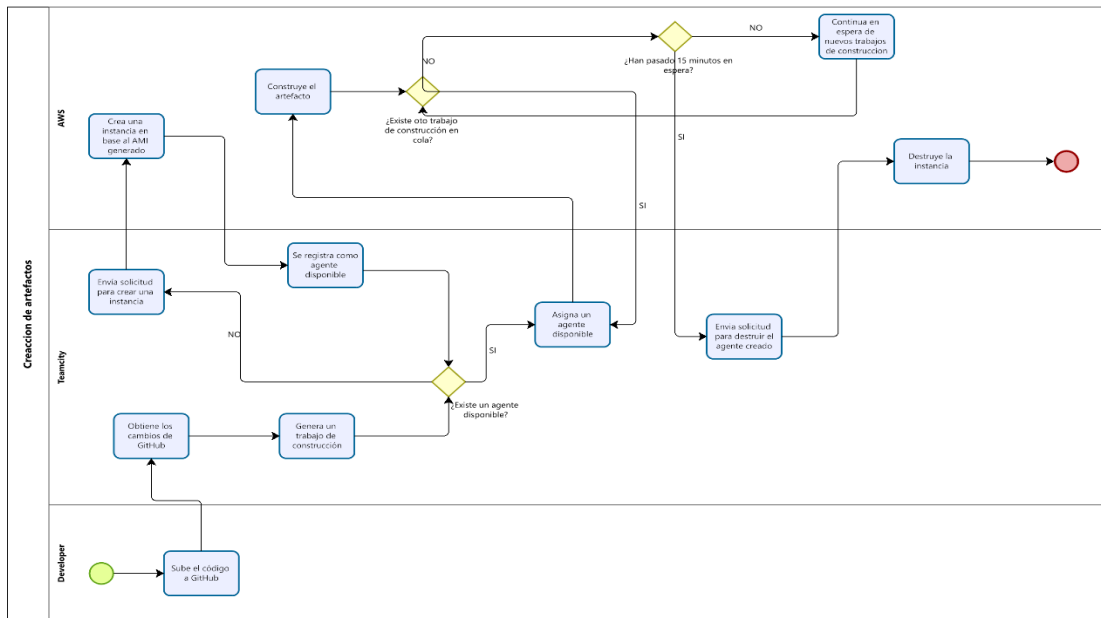 Creaccion de artefactos
AWS
Continua en
espera de
nuevos trabajos
de construccion
NO
¿Han pasado 15 minutos en
espera?
NO
Construye el
artefacto
¿Existe oto trabajo
de construcción en
cola?
Crea una
instancia en
base al AMI
generado
SI
Destruye la
instancia
SI
Teamcity
Se registra como
agente
disponible
Envia solicitud
para crear una
instancia
Asigna un
agente
disponible
NO
SI
Envia solicitud
para destruir el
agente creado
¿Existe un agente
disponible?
Obtiene los
cambios de
GitHub
Genera un
trabajo de
construcción
Developer
Sube el código
a GitHub